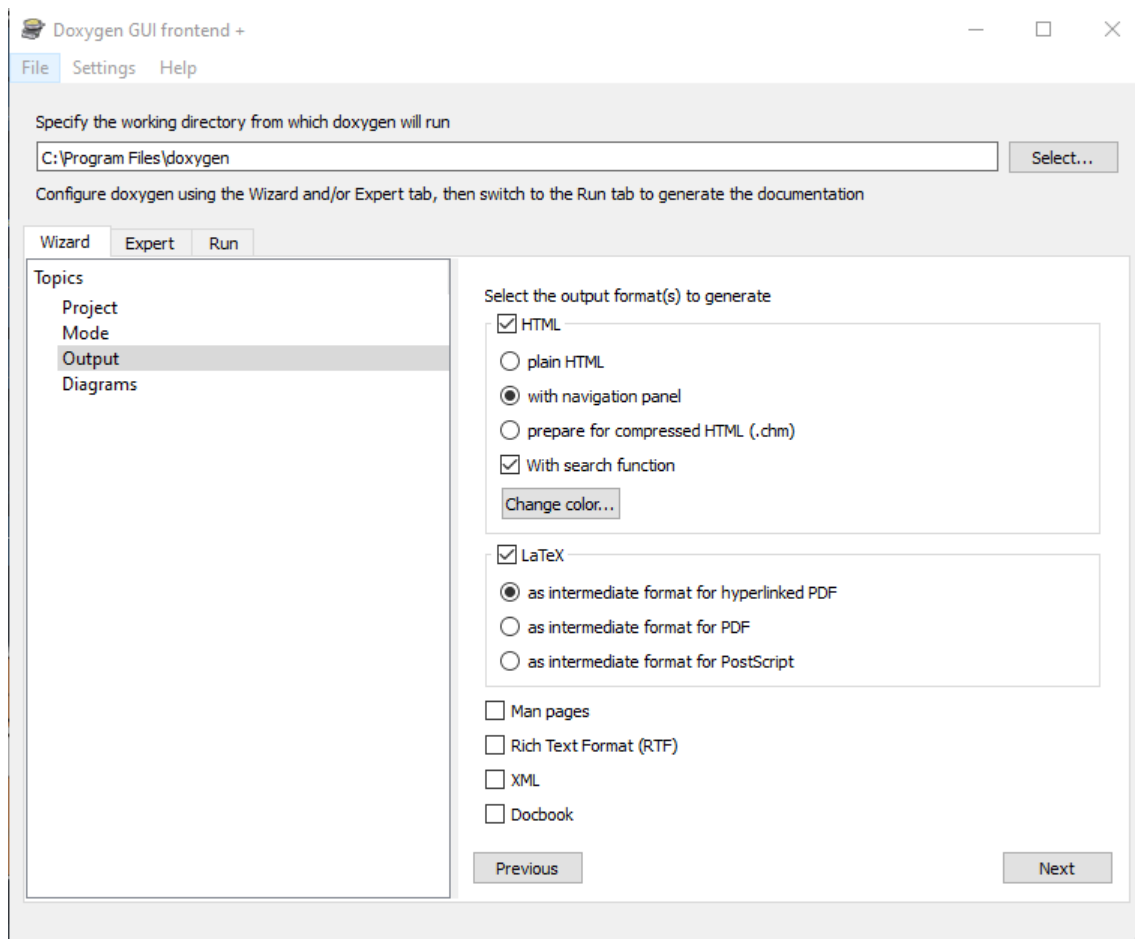 Doxygen GUI frontend +
File Settings Help
Specify the working directory from which doxygen will run
C:\Program Files\doxygen
Select...
Configure doxygen using the Wizard and/or Expert tab, then switch to the Run tab to generate the documentation
Wizard Expert Run
Topics
Project
Mode
Output
Diagrams
Select the output format(s) to generate
HTML
plain HTML
with navigation panel
prepare for compressed HTML (.chm)
With search function
Change color...
LaTeX
as intermediate format for hyperlinked PDF
as intermediate format for PDF
as intermediate format for PostScript
Man pages
Rich Text Format (RTF)
XML
Docbook
Previous Next